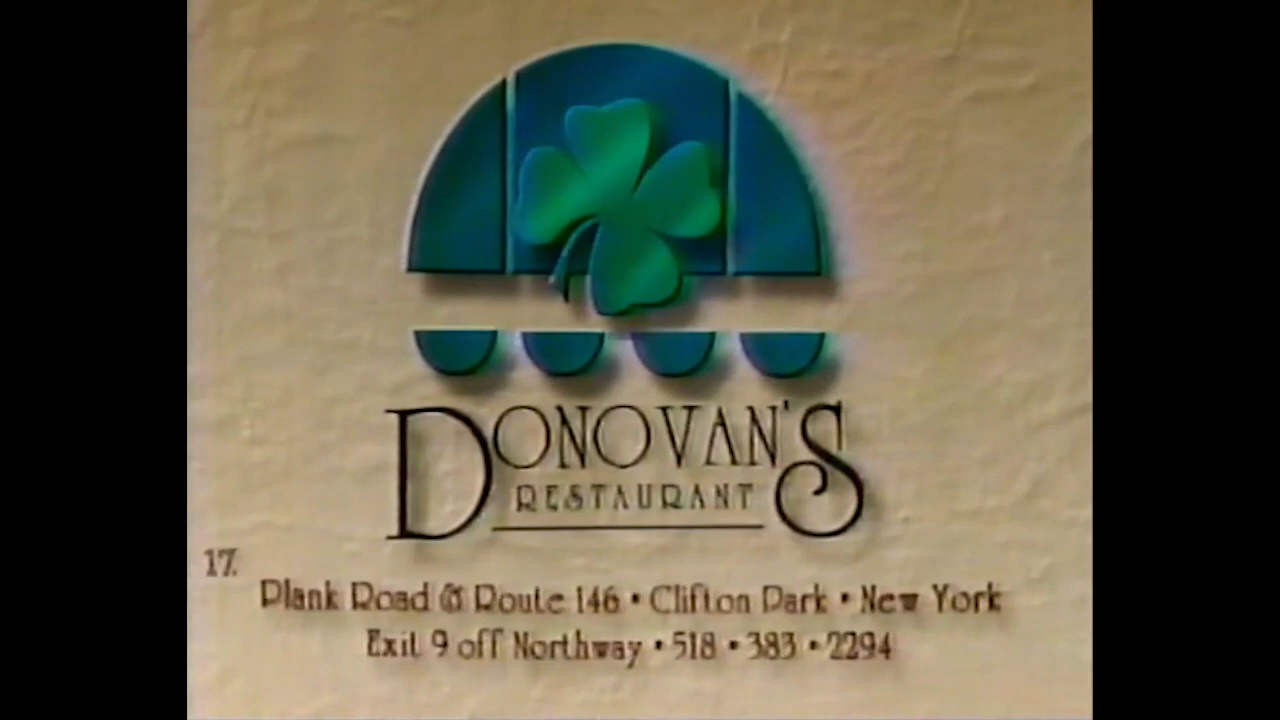 DONOVAN'S
RESTAURANT
17.
Plank Road & Route 146 • Clifton Park • New York
Exit 9 off Northway • 518 • 383 • 2294